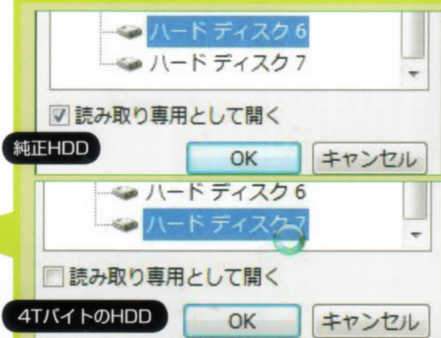 ハード ディスク 6
ハード ディスク 7
読み取り専用として開く
純正HDD
OK
キャンセル
ハード ディスク 6
ハード ディスク 7
読み取り専用として開く
4TバイトのHDD
OK
キャンセル